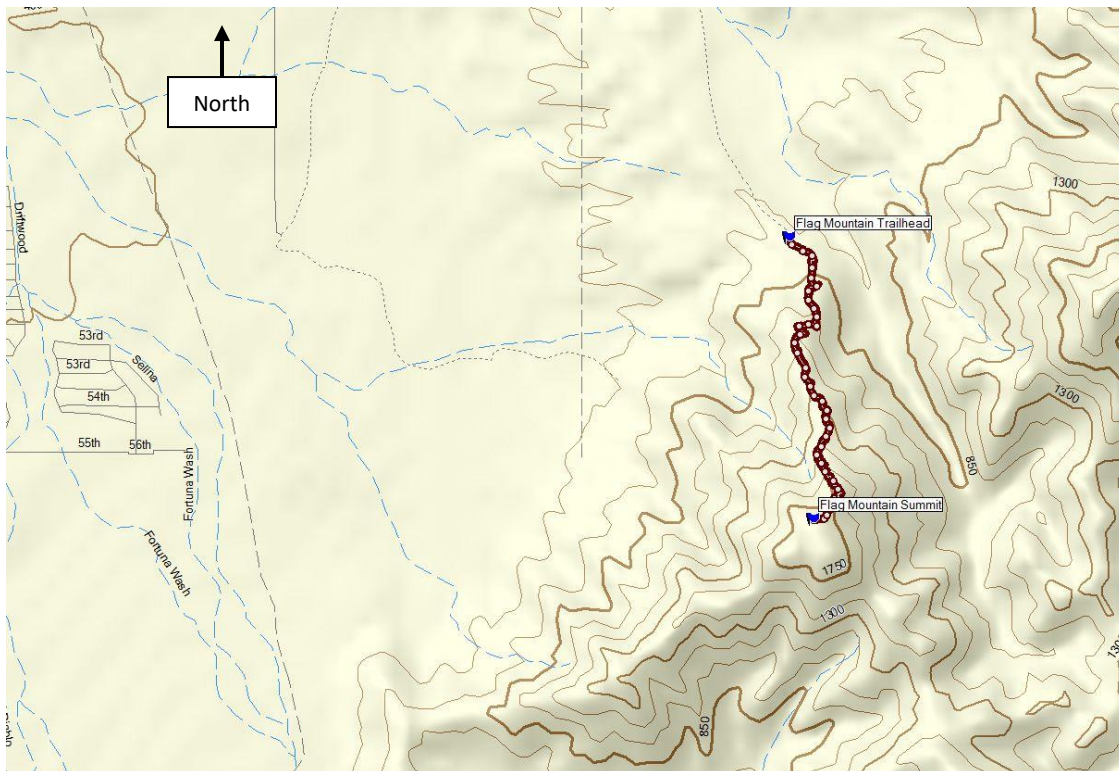 North
Driftwood
1300
Flag Mountain Trailhead
53rd
Selina
53rd
54th
1300
55th
56th
850
Fortuna Wash
Flag Mountain Summit
Fortuna Wash
1750
1300
850